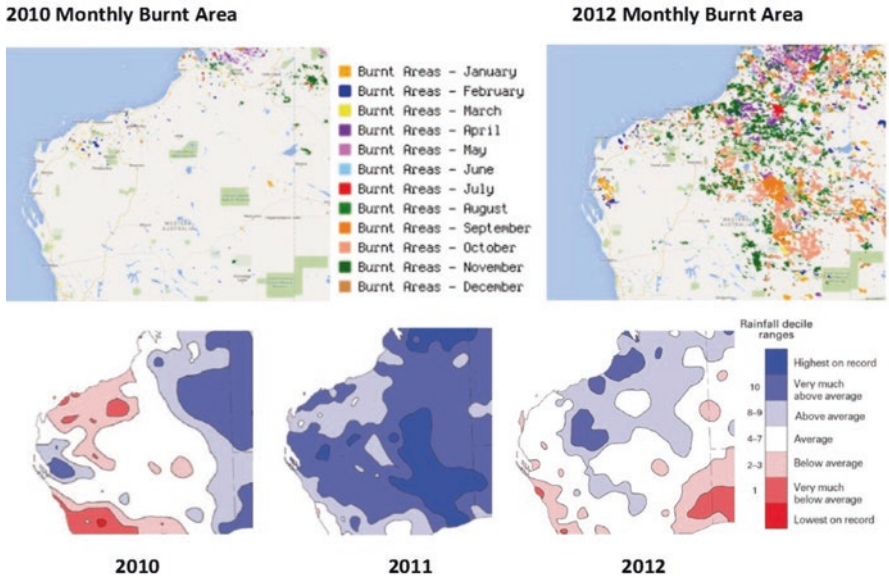 2010 Monthly Burnt Area
2012 Monthly Burnt Area
Burnt Areas - January
Burnt Areas - February
Burnt Areas - March
Burnt Areas - April
Burnt Areas - May
Burnt Areas - June
Burnt Areas - July
Burnt Areas - August
Burnt Areas - September
Burnt Areas - October
Burnt Areas - November
Burnt Areas - December
WESTERN
AUSTRALIA
WESTERN
AUSTRALIA
Rainfall decile
ranges
Highest on record
10
Very much
above average
8-9
Above average
4-7
Average
2-3
Below average
1
Very much
below average
Lowest on record
2010
2011
2012